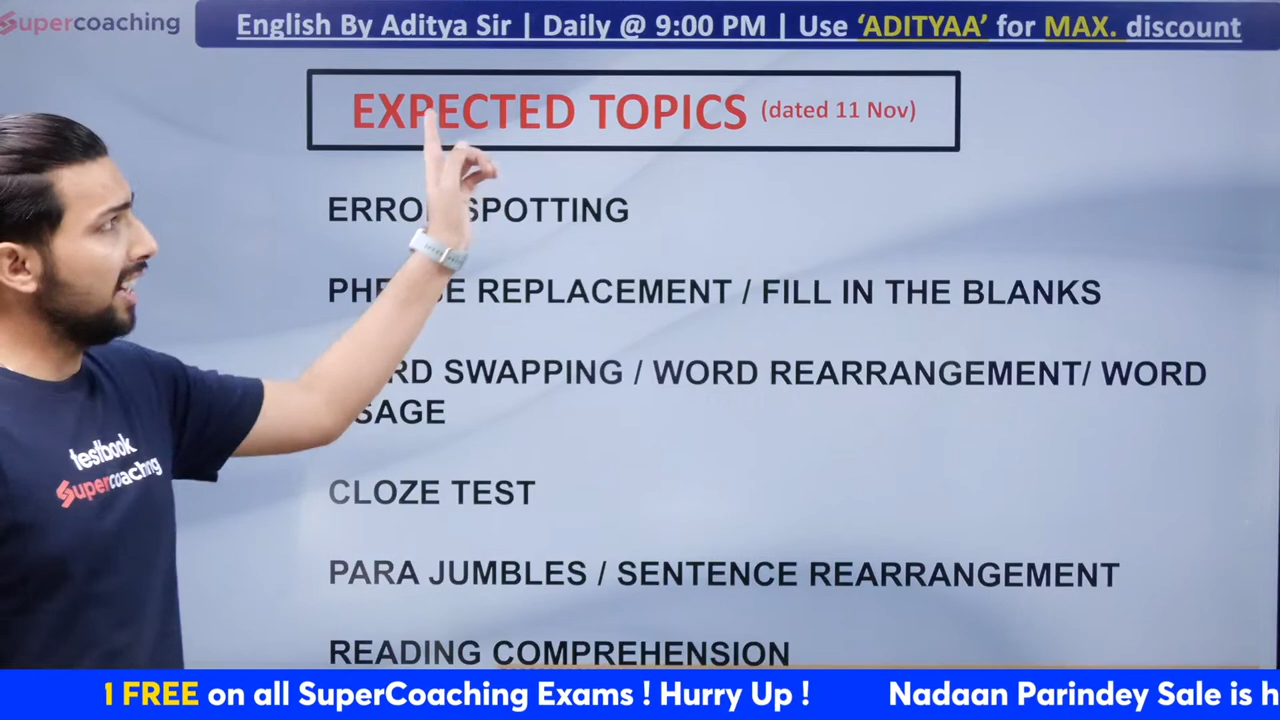 Supercoaching
English By Aditya Sir | Daily @ 9:00 PM | Use ‘ADITYAA’ for MAX. discount
EXPECTED TOPICS (dated 11 Nov)
ERRO SPOTTING
REPLACEMENT / FILL IN THE BLANKS
SWAPPING / WORD REARRANGEMENT/ WORD
SAGE
CLOZE TEST
PARA JUMBLES / SENTENCE REARRANGEMENT
READING COMPREHENSION
testbook
Supercoaching
1 FREE on all SuperCoaching Exams ! Hurry Up ! Nadaan Parindey Sale is h